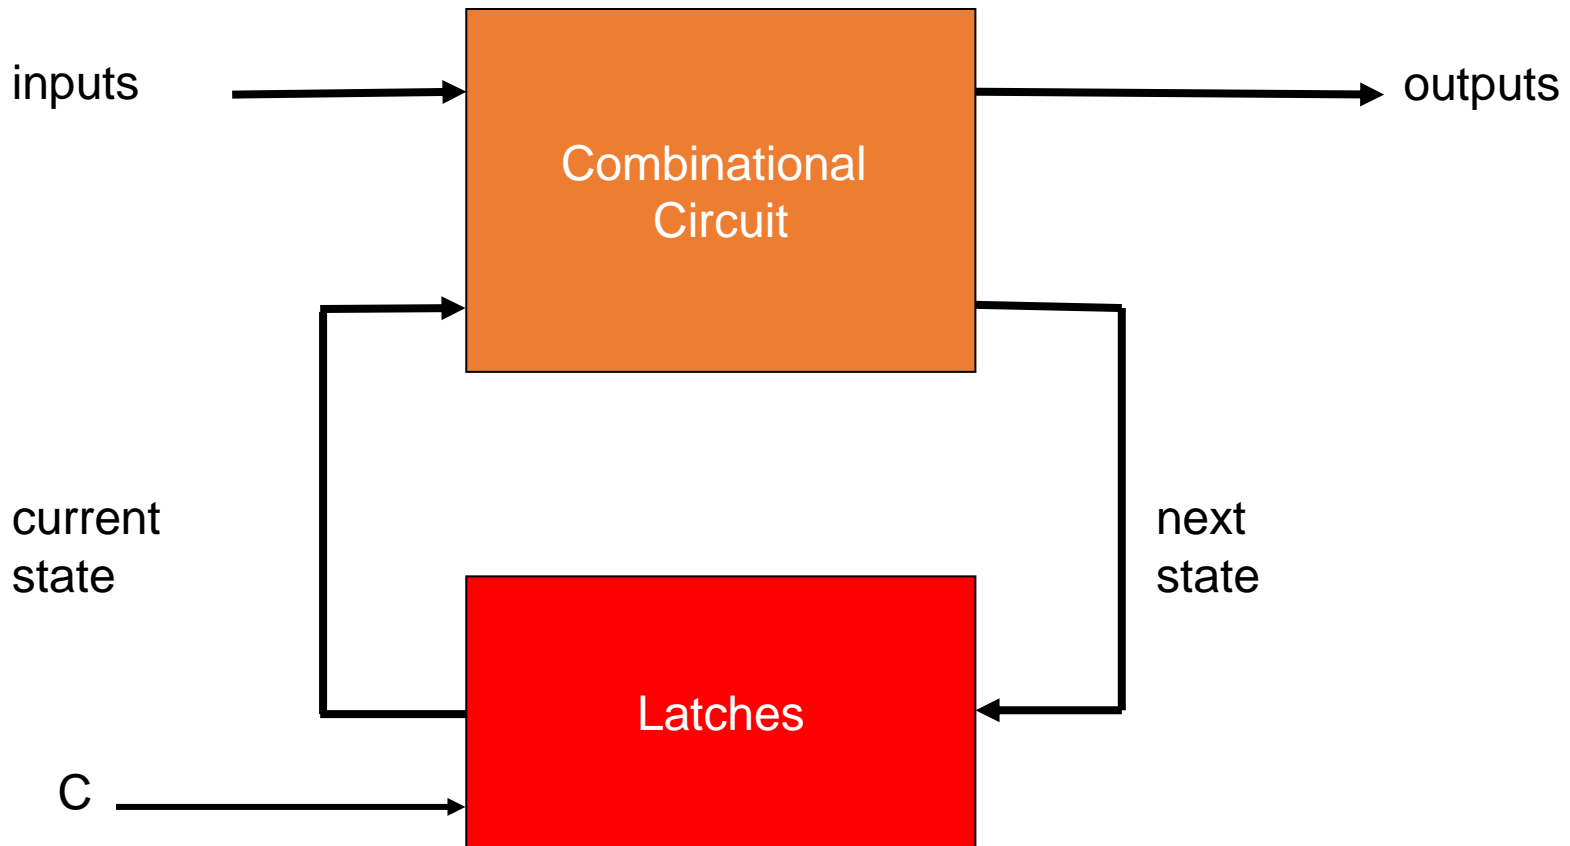 inputs
outputs
Combinational
Circuit
current
state
next
state
Latches
C